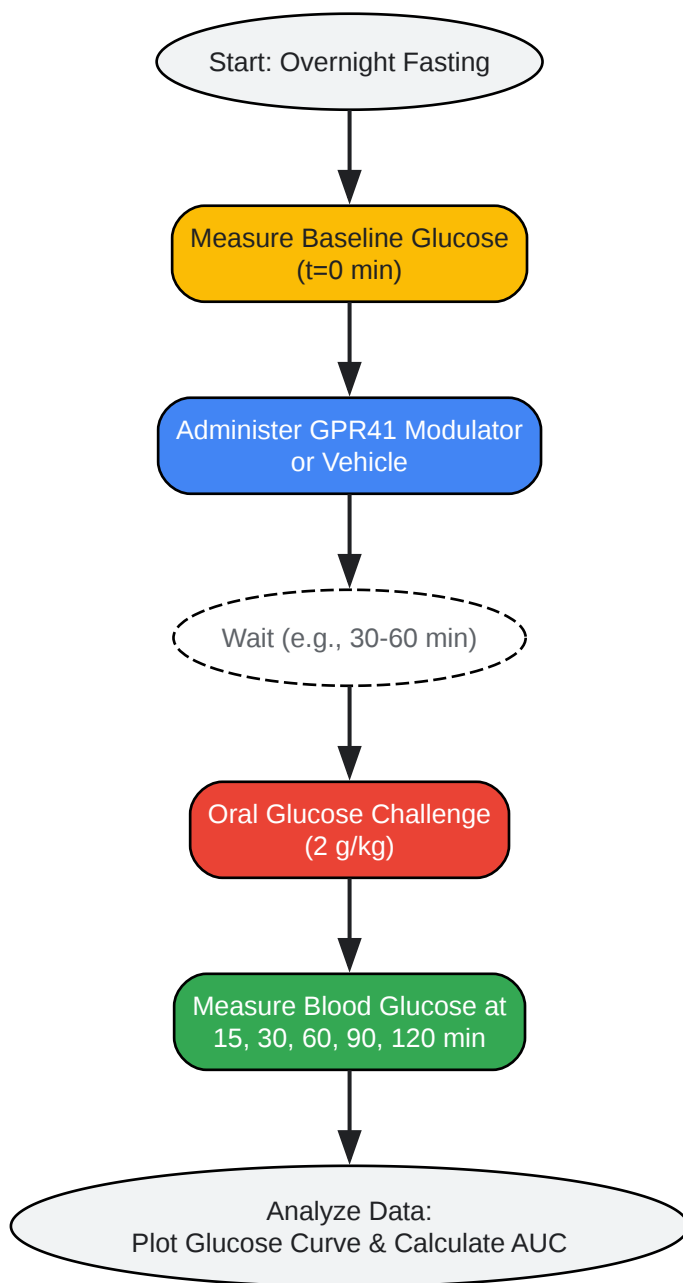 Start: Overnight Fasting
Measure Baseline Glucose
(t=0 min)
Administer GPR41 Modulator
or Vehicle
Wait (e.g., 30-60 min)
Oral Glucose Challenge
(2 g/kg)
Measure Blood Glucose at
15, 30, 60, 90, 120 min
Analyze Data:
Plot Glucose Curve & Calculate AUC